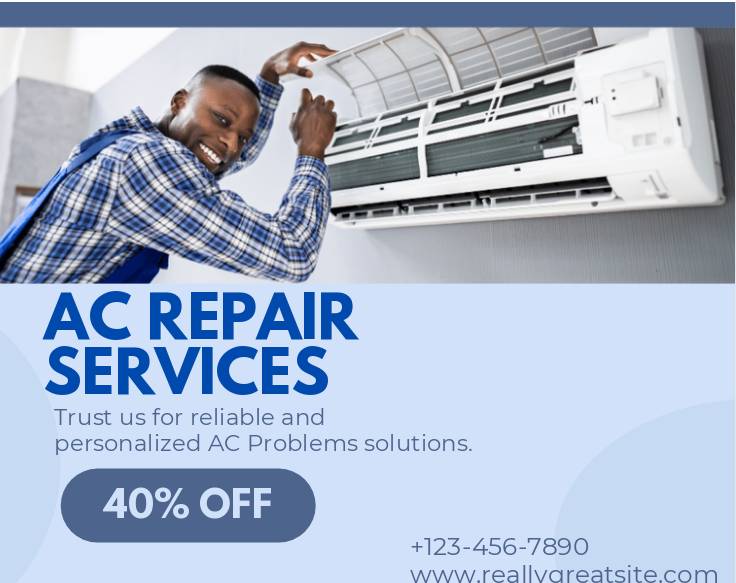 AC REPAIR
SERVICES
Trust us for reliable and
personalized AC Problems solutions.
40% OFF
+123-456-7890
www.reallygreatsite.com